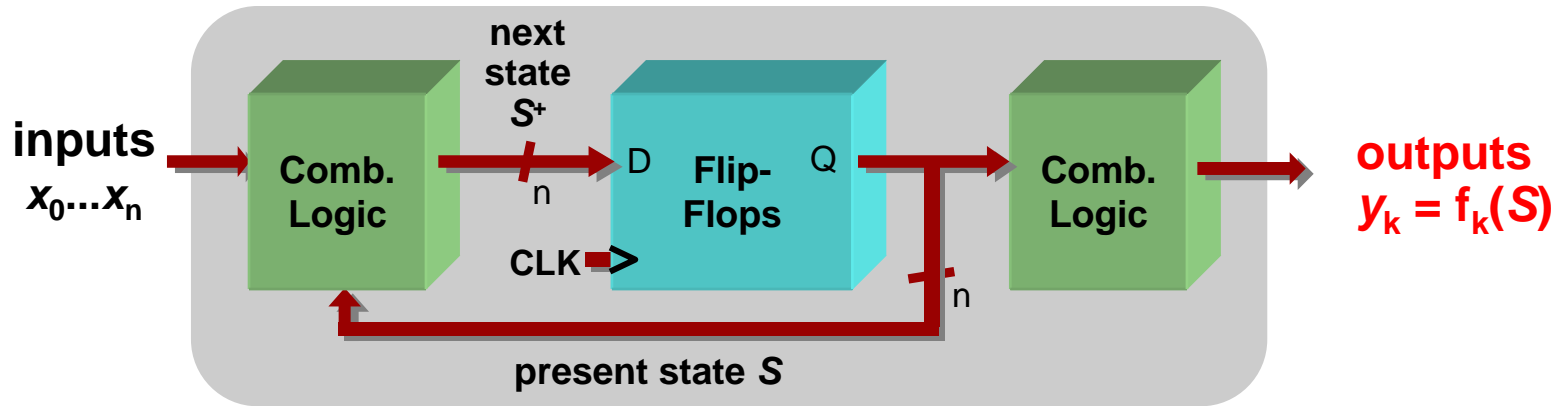 inputs
x₀...xₙ
Comb.
Logic
next
state
S⁺
n
D
Flip-
Flops
Q
CLK
n
present state S
Comb.
Logic
outputs
yₖ = fₖ(S)